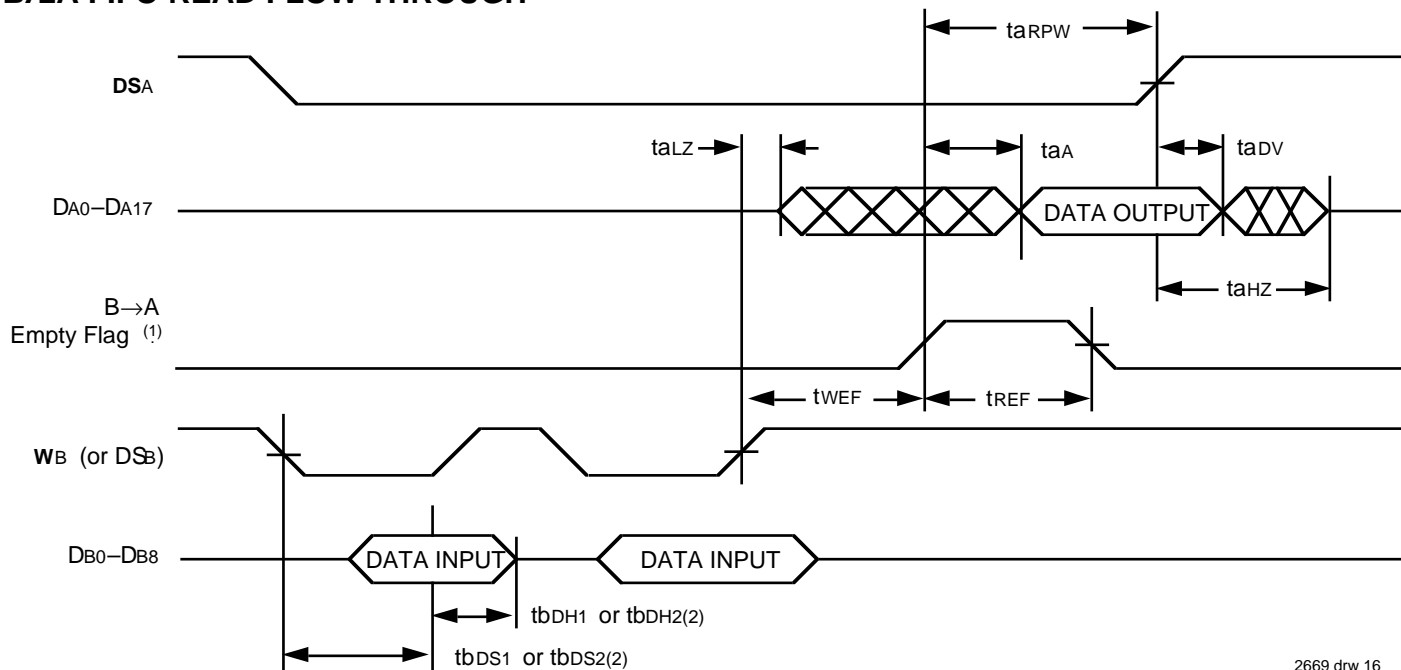 taRPW
DSA
taLZ
taA
taDV
DA0–DA17
DATA OUTPUT
taHZ
B→A
Empty Flag (1)
tWEF
tREF
WB (or DSB)
DB0–DB8
DATA INPUT
DATA INPUT
tbDH1 or tbDH2(2)
tbDS1 or tbDS2(2)
2669 drw 16